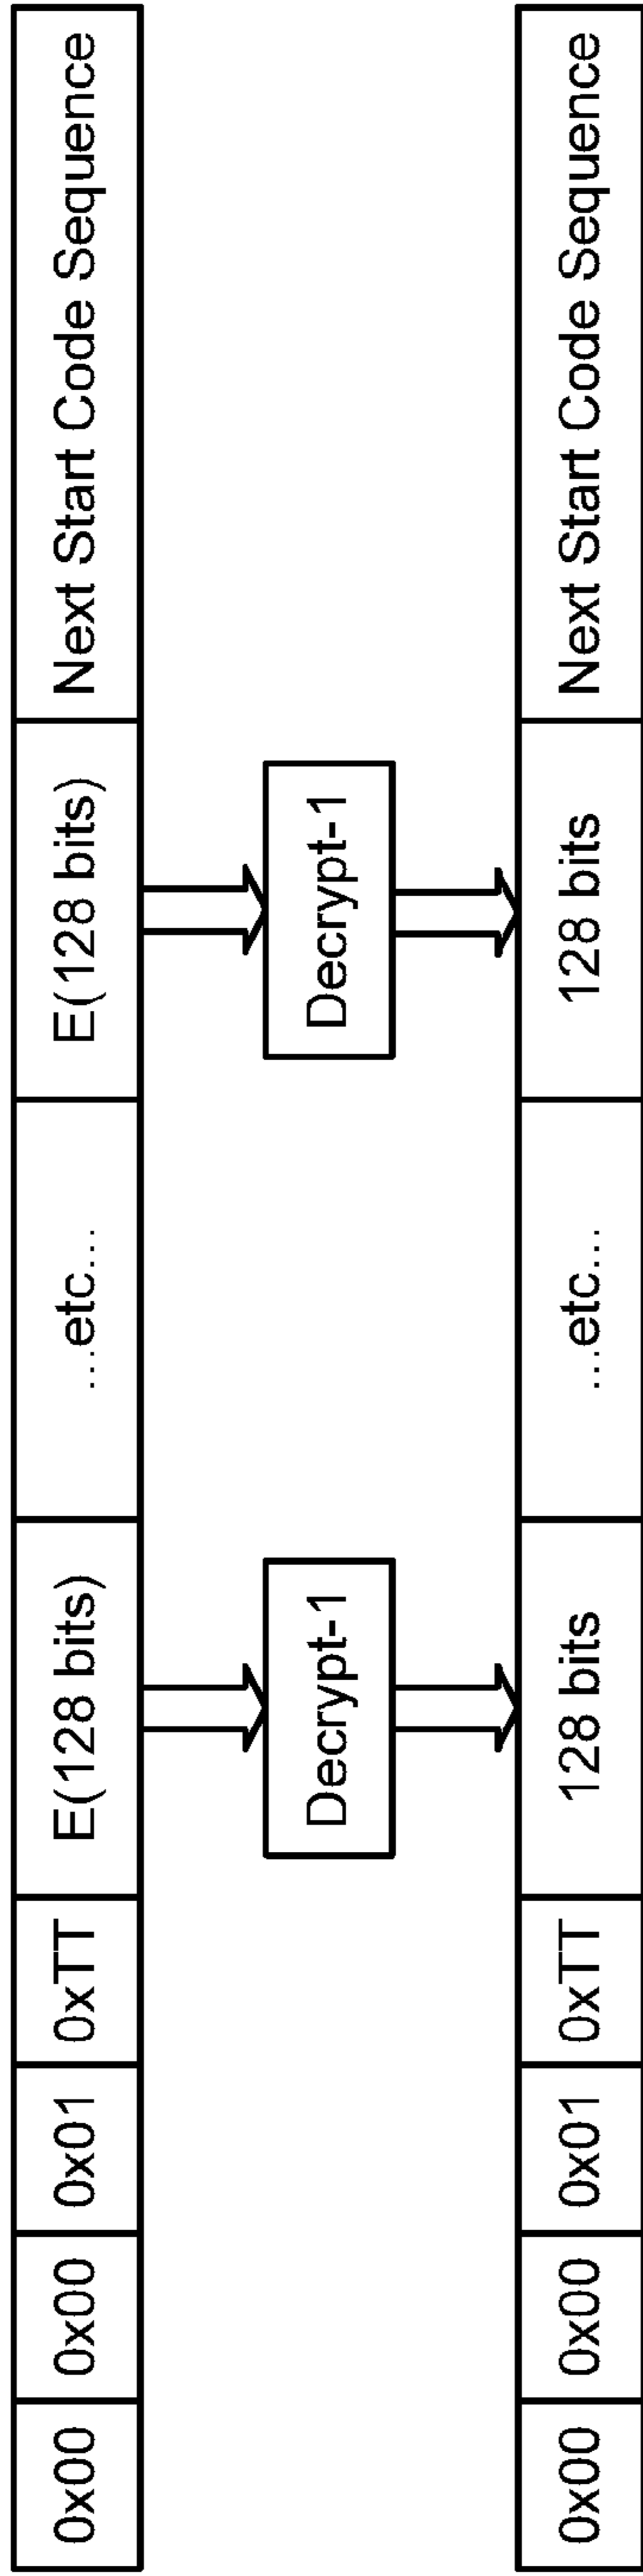 0x00 0x00 0x01 0xTT E(128 bits) ...etc... E(128 bits) Next Start Code Sequence
Decrypt-1 Decrypt-1
0x00 0x00 0x01 0xTT 128 bits ...etc... 128 bits Next Start Code Sequence